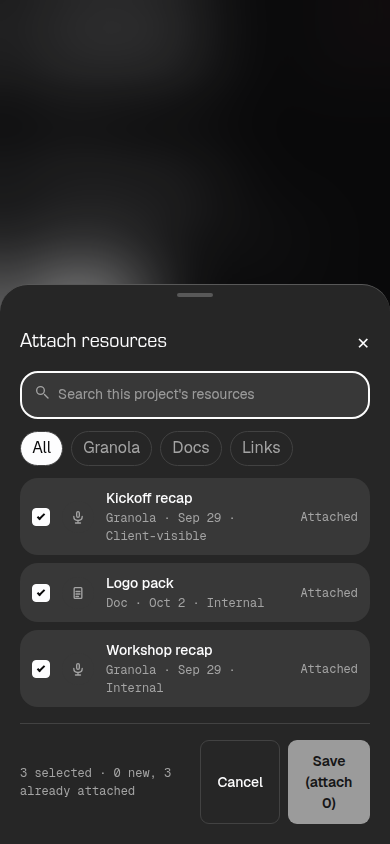 Attach resources
Search this project's resources
All Granola Docs Links
Kickoff recap
Granola · Sep 29 ·
Client-visible
Attached
Logo pack
Doc · Oct 2 · Internal
Attached
Workshop recap
Granola · Sep 29 ·
Internal
Attached
3 selected · 0 new, 3
already attached
Cancel
Save
(attach
0)